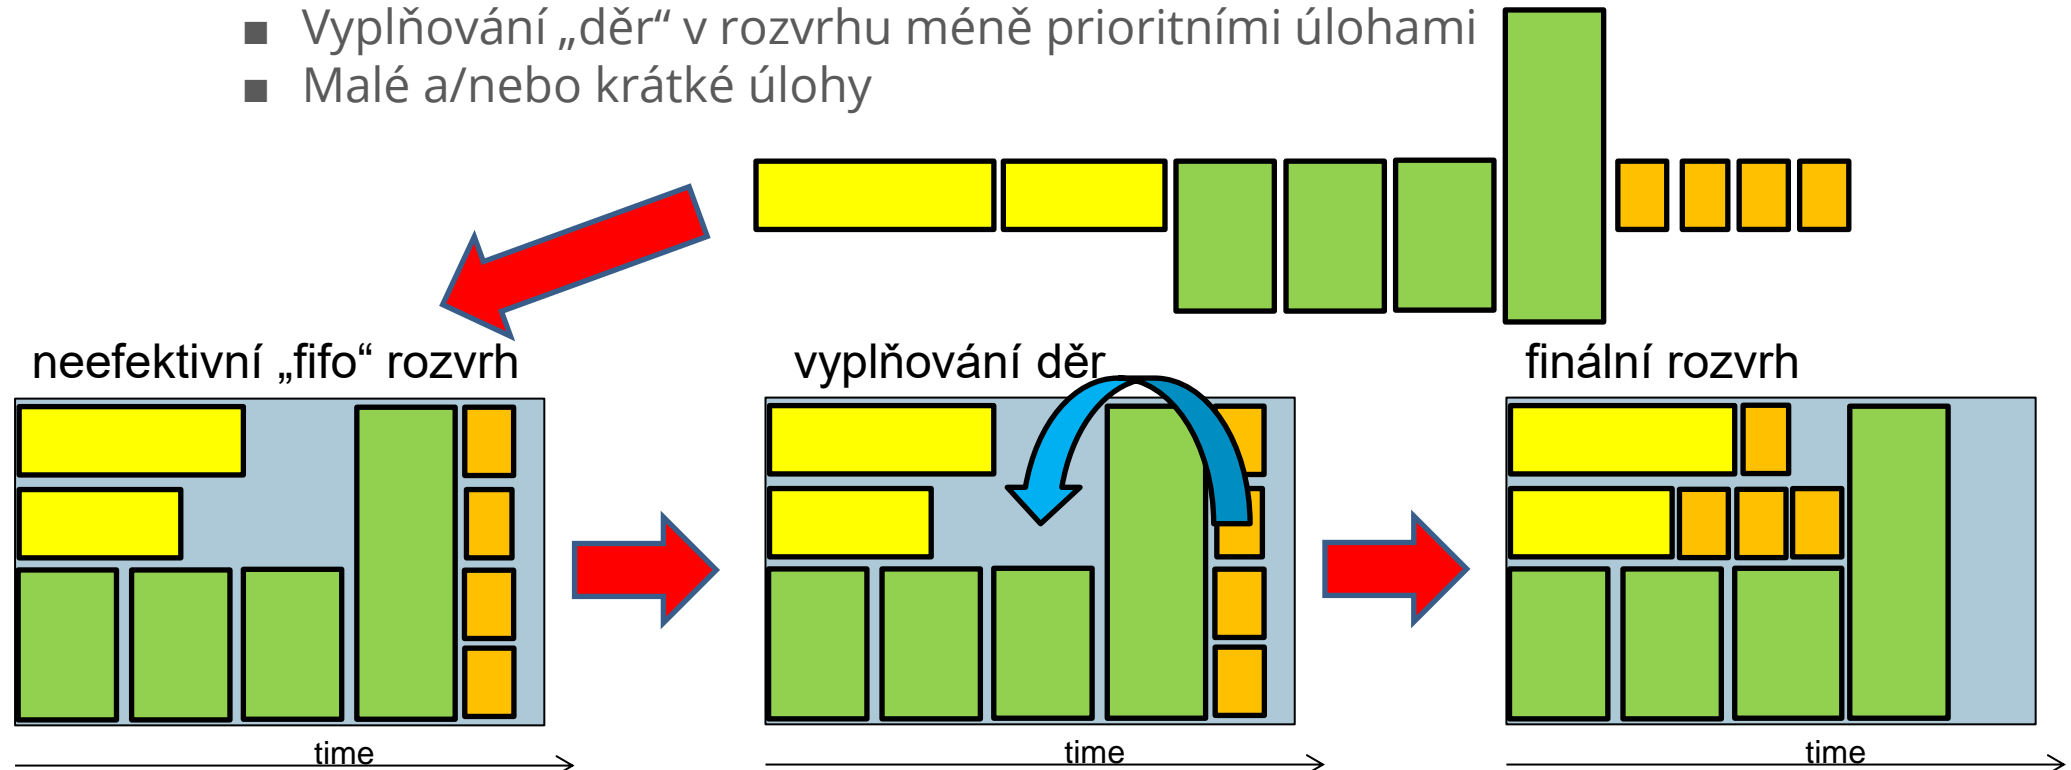 ■ Vyplňování „děr“ v rozvrhu méně prioritními úlohami
■ Malé a/nebo krátké úlohy
neefektivní „fifo“ rozvrh
vyplňování děr
finální rozvrh
time
time
time